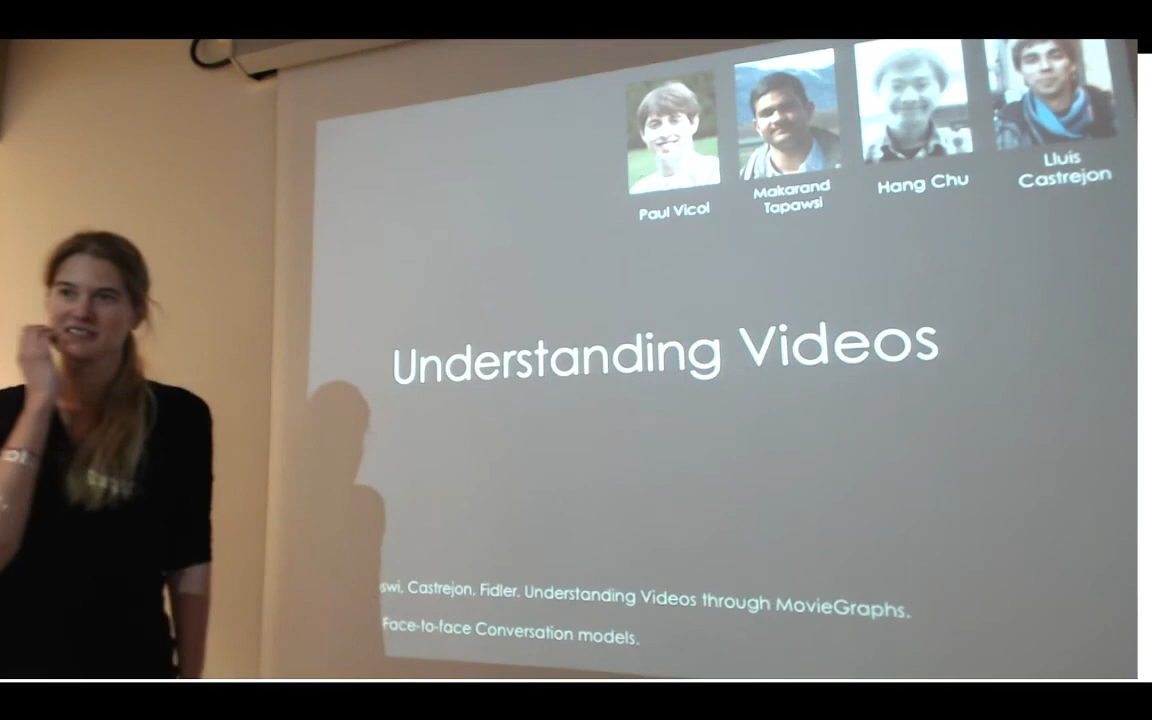 Paul Vicol
Makarand
Tapawsi
Hang Chu
Lluis
Castrejon
Understanding Videos
swi, Castrejon, Fidler. Understanding Videos through MovieGraphs.
Face-to-face Conversation models.